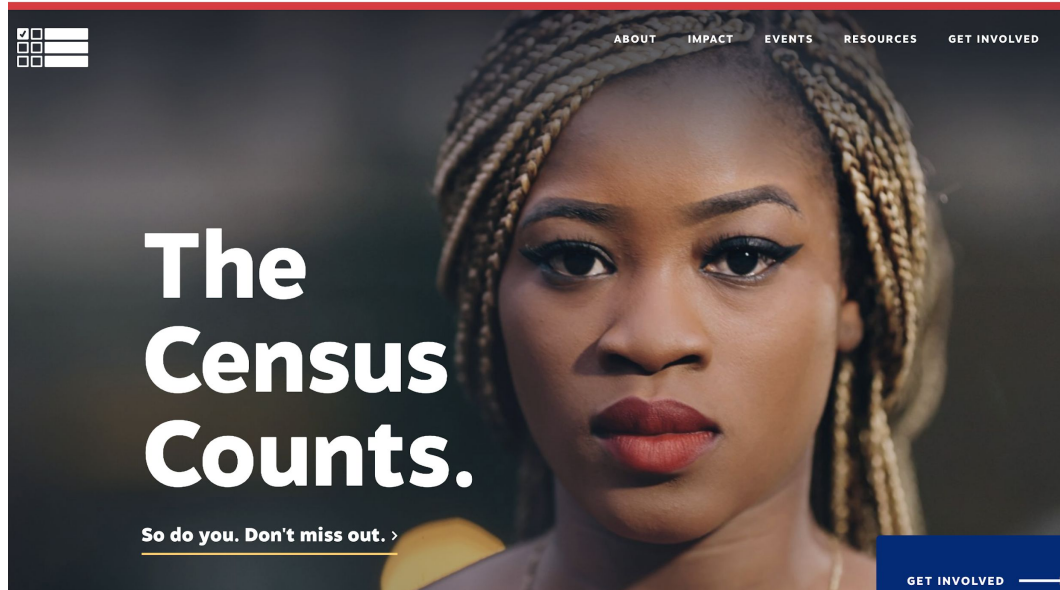 ABOUT IMPACT EVENTS RESOURCES GET INVOLVED
The
Census
Counts.
So do you. Don't miss out. >
GET INVOLVED